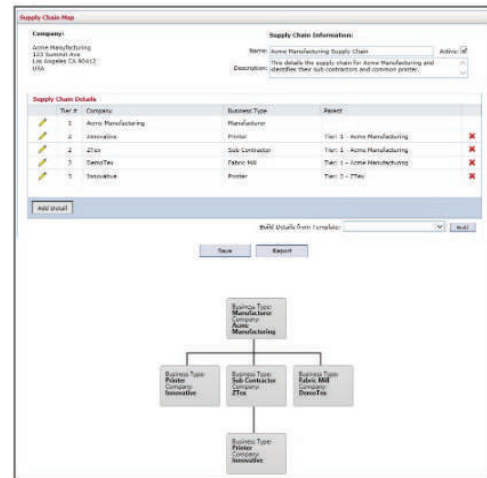 Supply Chain Map
Company:
Supply Chain Information:
Acme Manufacturing
123 Summit Ave
Los Angeles CA 90412
USA
Name: Acme Manufacturing Supply Chain Active:
Description: This details the supply chain for Acme Manufacturing and
identifies their sub contractors and common printer.
Supply Chain Details
Tier # Company Business Type Parent
1 Acme Manufacturing Manufacturer
2 Innovative Printer Tier: 1 - Acme Manufacturing
2 ZTex Sub Contractor Tier: 1 - Acme Manufacturing
2 DemoTex Fabric Mill Tier: 1 - Acme Manufacturing
3 Innovative Printer Tier: 2 - ZTex
Add Detail
Build Details from Template: Build
Save Report
Business Type:
Manufacturer
Company:
Acme
Manufacturing
Business Type:
Printer
Company:
Innovative
Business Type:
Sub Contractor
Company:
ZTex
Business Type:
Fabric Mill
Company:
DemoTex
Business Type:
Printer
Company:
Innovative